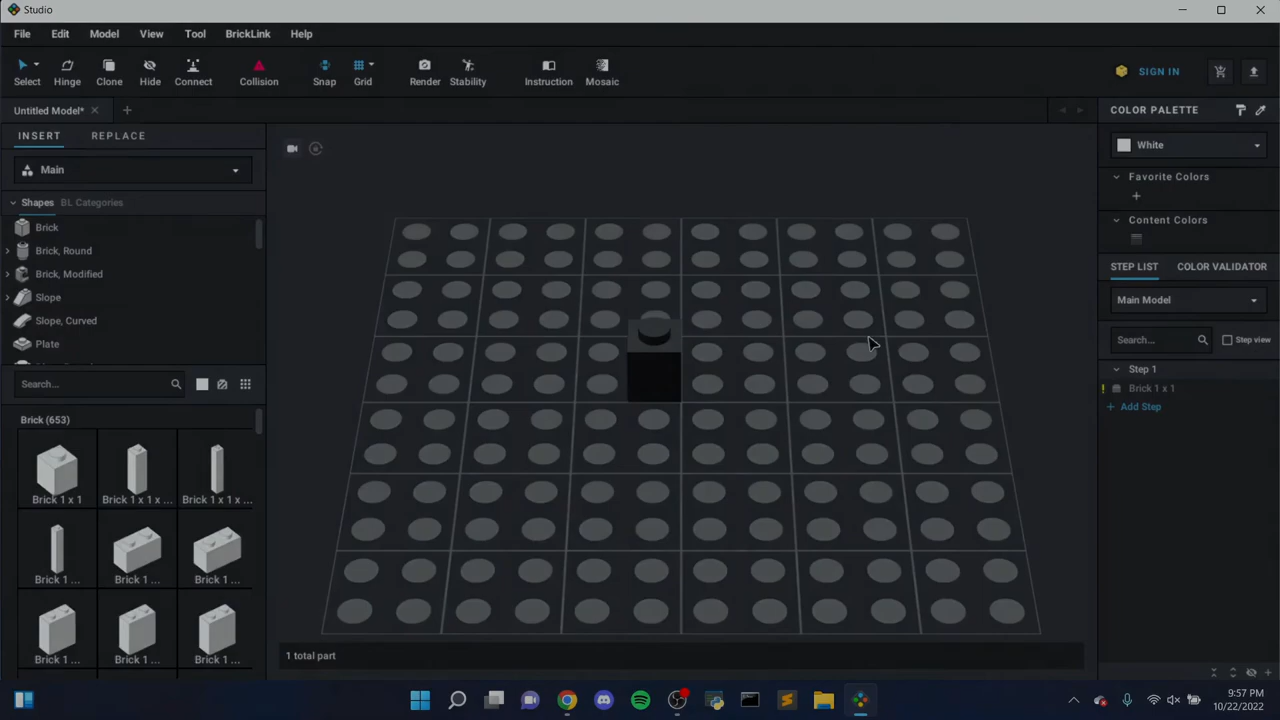 Studio
File Edit Model View Tool BrickLink Help
Select Hinge Clone Hide Connect Collision Snap Grid Render Stability Instruction Mosaic SIGN IN
Untitled Model*
COLOR PALETTE
INSERT REPLACE
White
Main
Favorite Colors
Shapes BL Categories
Content Colors
Brick
Brick, Round
STEP LIST COLOR VALIDATOR
Brick, Modified
Slope
Main Model
Slope, Curved
Plate
Search... Step view
Step 1
Search...
Brick 1 x 1
Add Step
Brick (653)
Brick 1 x 1 Brick 1 x 1 x ... Brick 1 x 1 x ...
Brick 1 ... Brick 1 ... Brick 1 ...
Brick 1 ... Brick 1 ... Brick 1 ...
1 total part
9:57 PM
10/22/2022